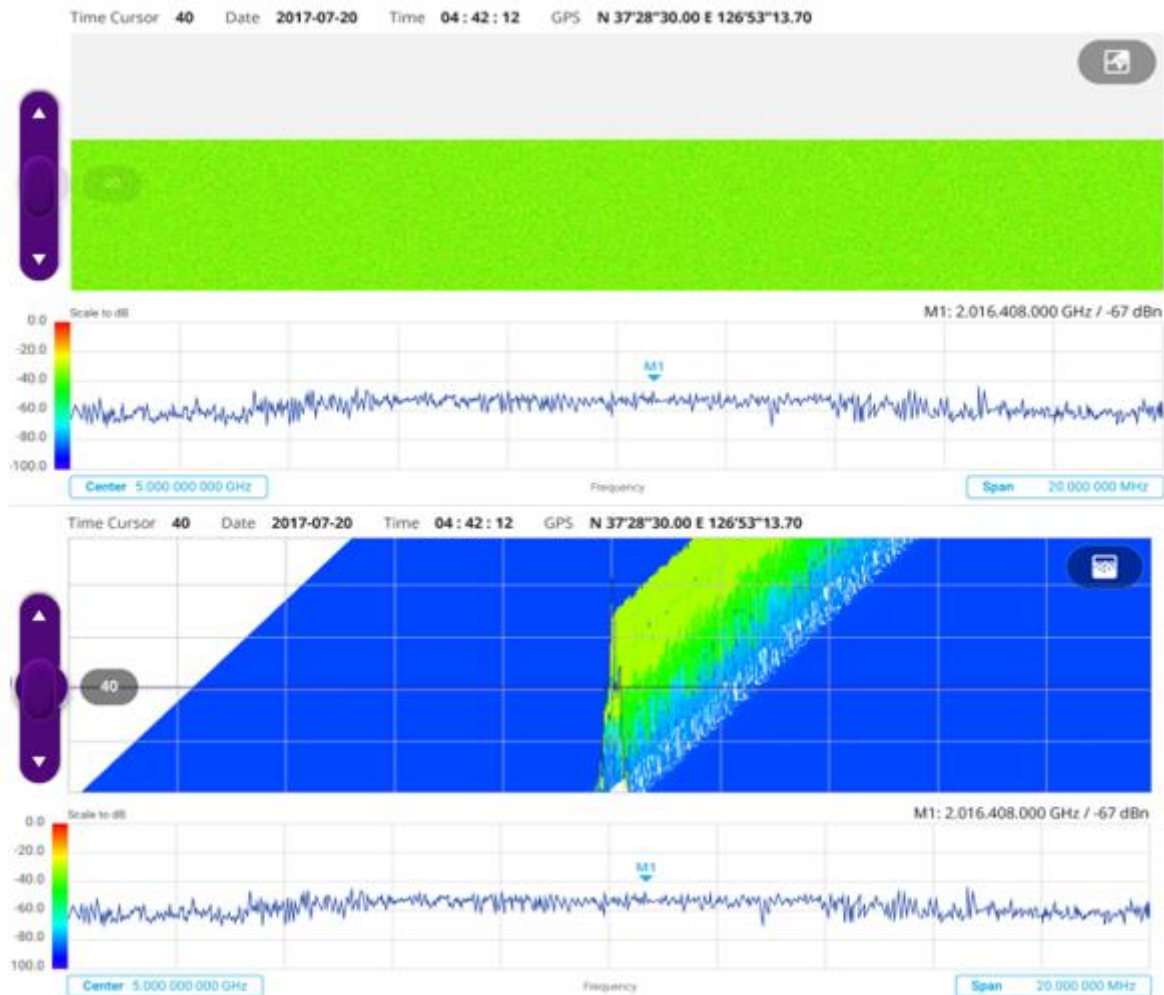 Time Cursor 40 Date 2017-07-20 Time 04 : 42 : 12 GPS N 37'28"30.00 E 126'53"13.70
Scale to dB
M1: 2.016.408.000 GHz / -67 dBn
0.0
-20.0
-40.0
-60.0
-80.0
-100.0
M1
Center 5.000 000 000 GHz
Frequency
Span 20.000 000 MHz
Time Cursor 40 Date 2017-07-20 Time 04 : 42 : 12 GPS N 37'28"30.00 E 126'53"13.70
40
Scale to dB
M1: 2.016.408.000 GHz / -67 dBn
0.0
-20.0
-40.0
-60.0
-80.0
100.0
M1
Center 5.000 000 000 GHz
Frequency
Span 20.000 000 MHz